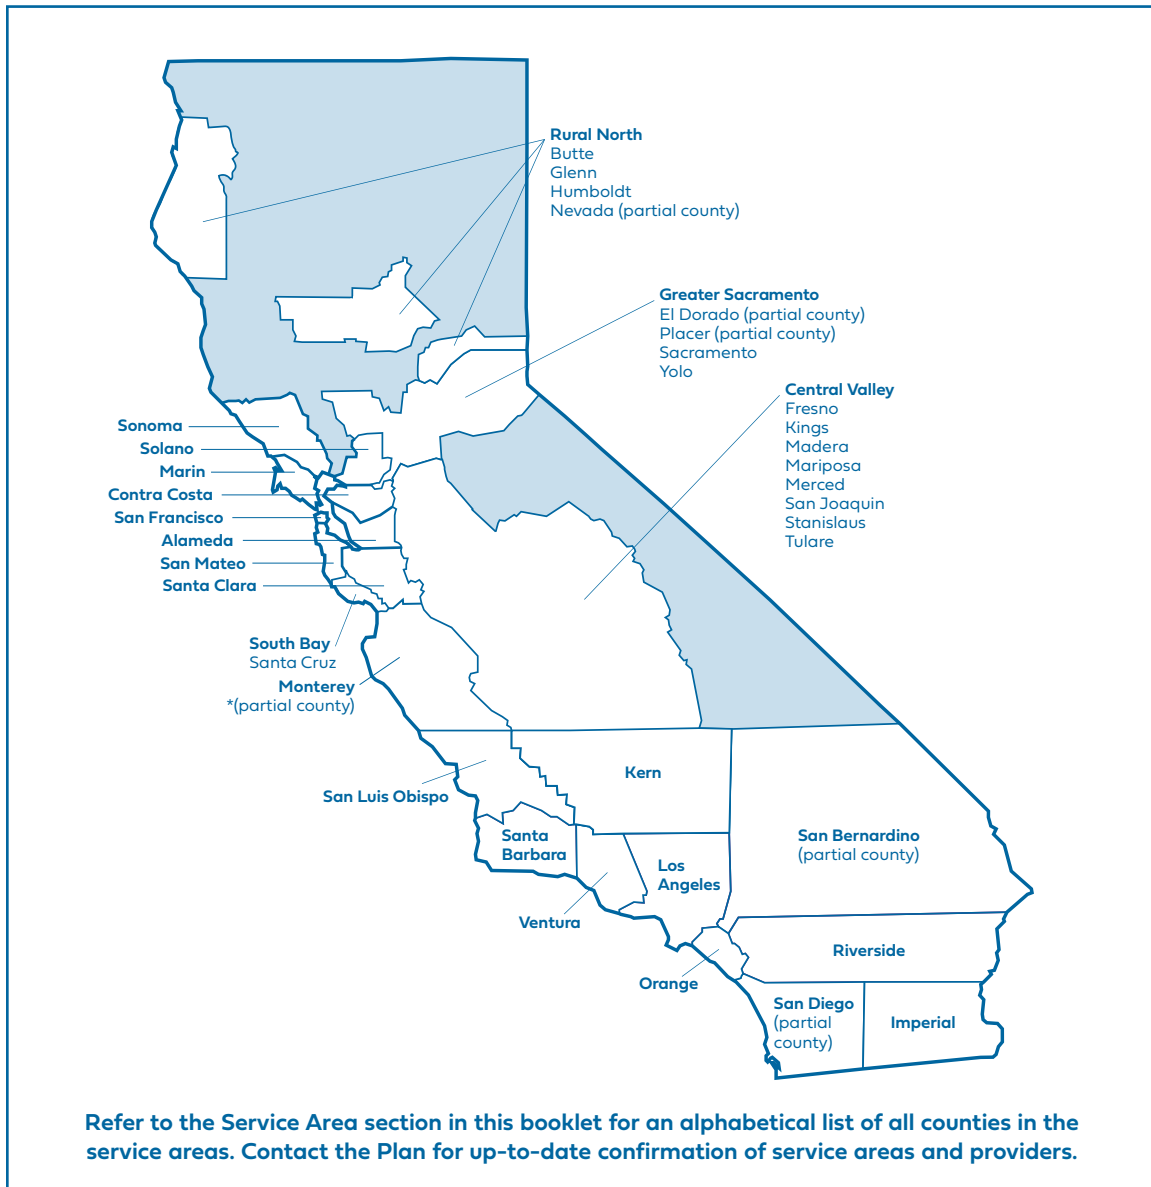 Rural North
Butte
Glenn
Humboldt
Nevada (partial county)
Greater Sacramento
El Dorado (partial county)
Placer (partial county)
Sacramento
Yolo
Central Valley
Fresno
Kings
Madera
Mariposa
Merced
San Joaquin
Stanislaus
Tulare
Sonoma
Solano
Marin
Contra Costa
San Francisco
Alameda
San Mateo
Santa Clara
South Bay
Santa Cruz
Monterey
*(partial county)
San Luis Obispo
Kern
Santa
Barbara
Los
Angeles
San Bernardino
(partial county)
Ventura
Riverside
Orange
San Diego
(partial
county)
Imperial
Refer to the Service Area section in this booklet for an alphabetical list of all counties in the
service areas. Contact the Plan for up-to-date confirmation of service areas and providers.